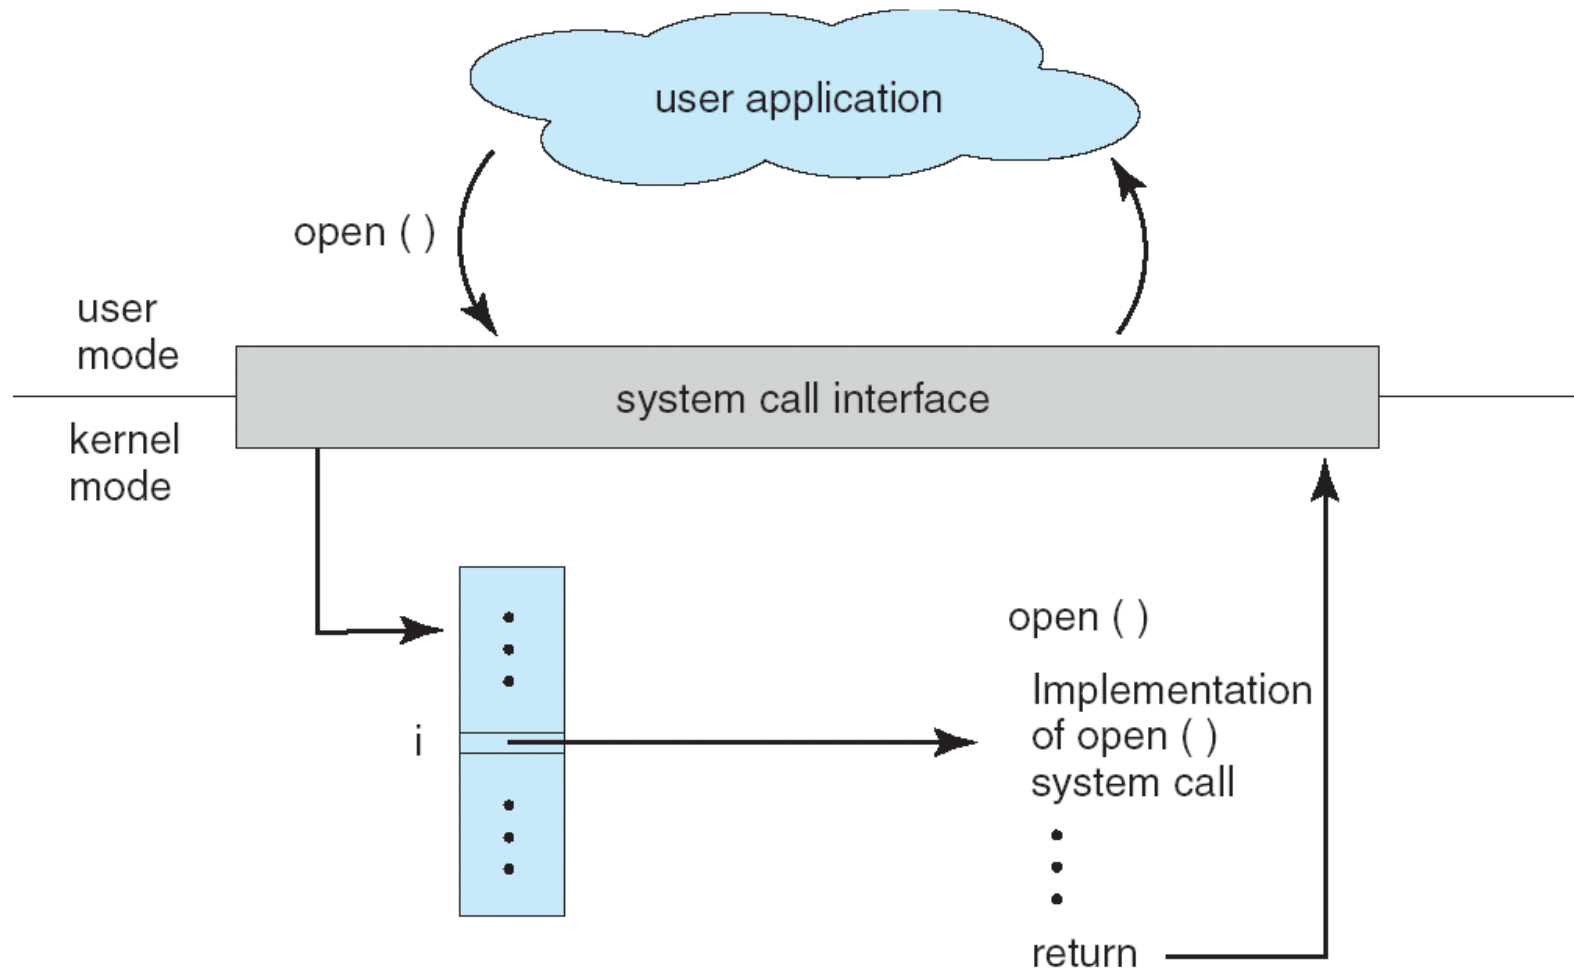 user application
open ( )
user
mode
system call interface
kernel
mode
open ( )
Implementation
of open ( )
system call
i
return